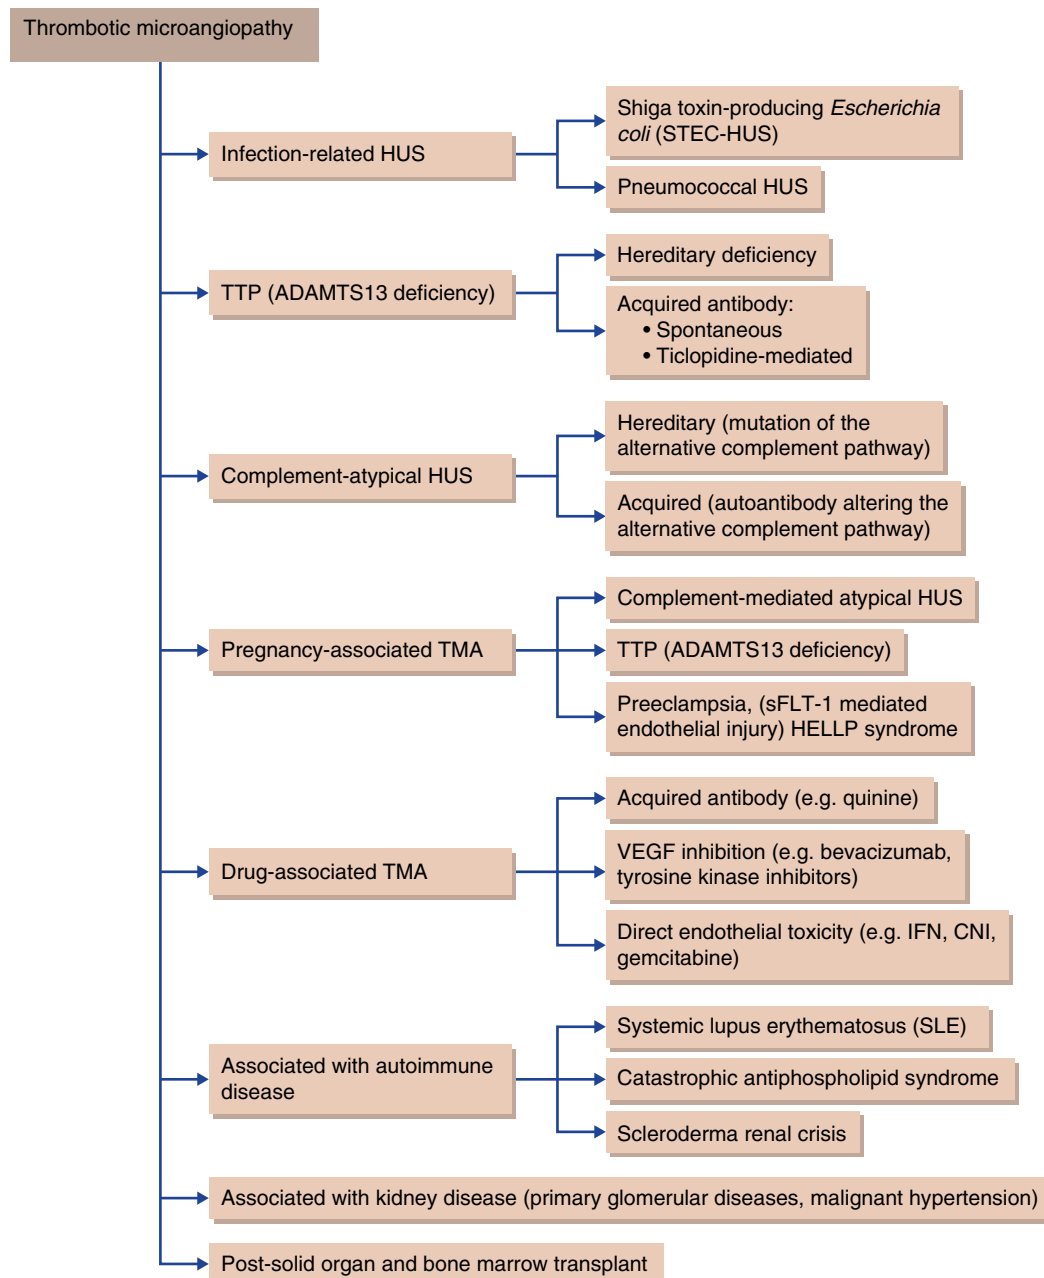 Thrombotic microangiopathy
Infection-related HUS
Shiga toxin-producing Escherichia
coli (STEC-HUS)
Pneumococcal HUS
TTP (ADAMTS13 deficiency)
Hereditary deficiency
Acquired antibody:
• Spontaneous
• Ticlopidine-mediated
Complement-atypical HUS
Hereditary (mutation of the
alternative complement pathway)
Acquired (autoantibody altering the
alternative complement pathway)
Pregnancy-associated TMA
Complement-mediated atypical HUS
TTP (ADAMTS13 deficiency)
Preeclampsia, (sFLT-1 mediated
endothelial injury) HELLP syndrome
Drug-associated TMA
Acquired antibody (e.g. quinine)
VEGF inhibition (e.g. bevacizumab,
tyrosine kinase inhibitors)
Direct endothelial toxicity (e.g. IFN, CNI,
gemcitabine)
Associated with autoimmune
disease
Systemic lupus erythematosus (SLE)
Catastrophic antiphospholipid syndrome
Scleroderma renal crisis
Associated with kidney disease (primary glomerular diseases, malignant hypertension)
Post-solid organ and bone marrow transplant